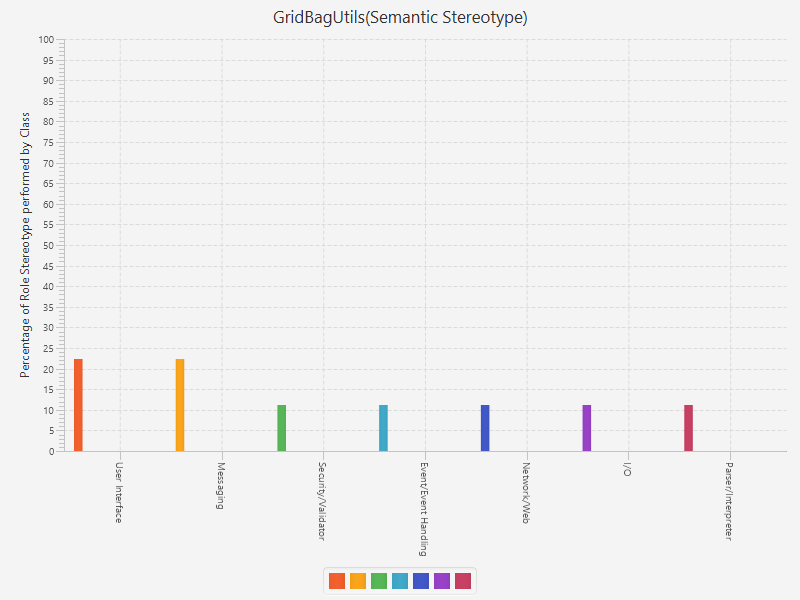 GridBagUtils(Semantic Stereotype)
Percentage of Role Stereotype performed by Class
100
95
90
85
80
75
70
65
60
55
50
45
40
35
30
25
20
15
10
5
0
User Interface
Messaging
Security/Validator
Event/Event Handling
Network/Web
I/O
Parser/Interpreter